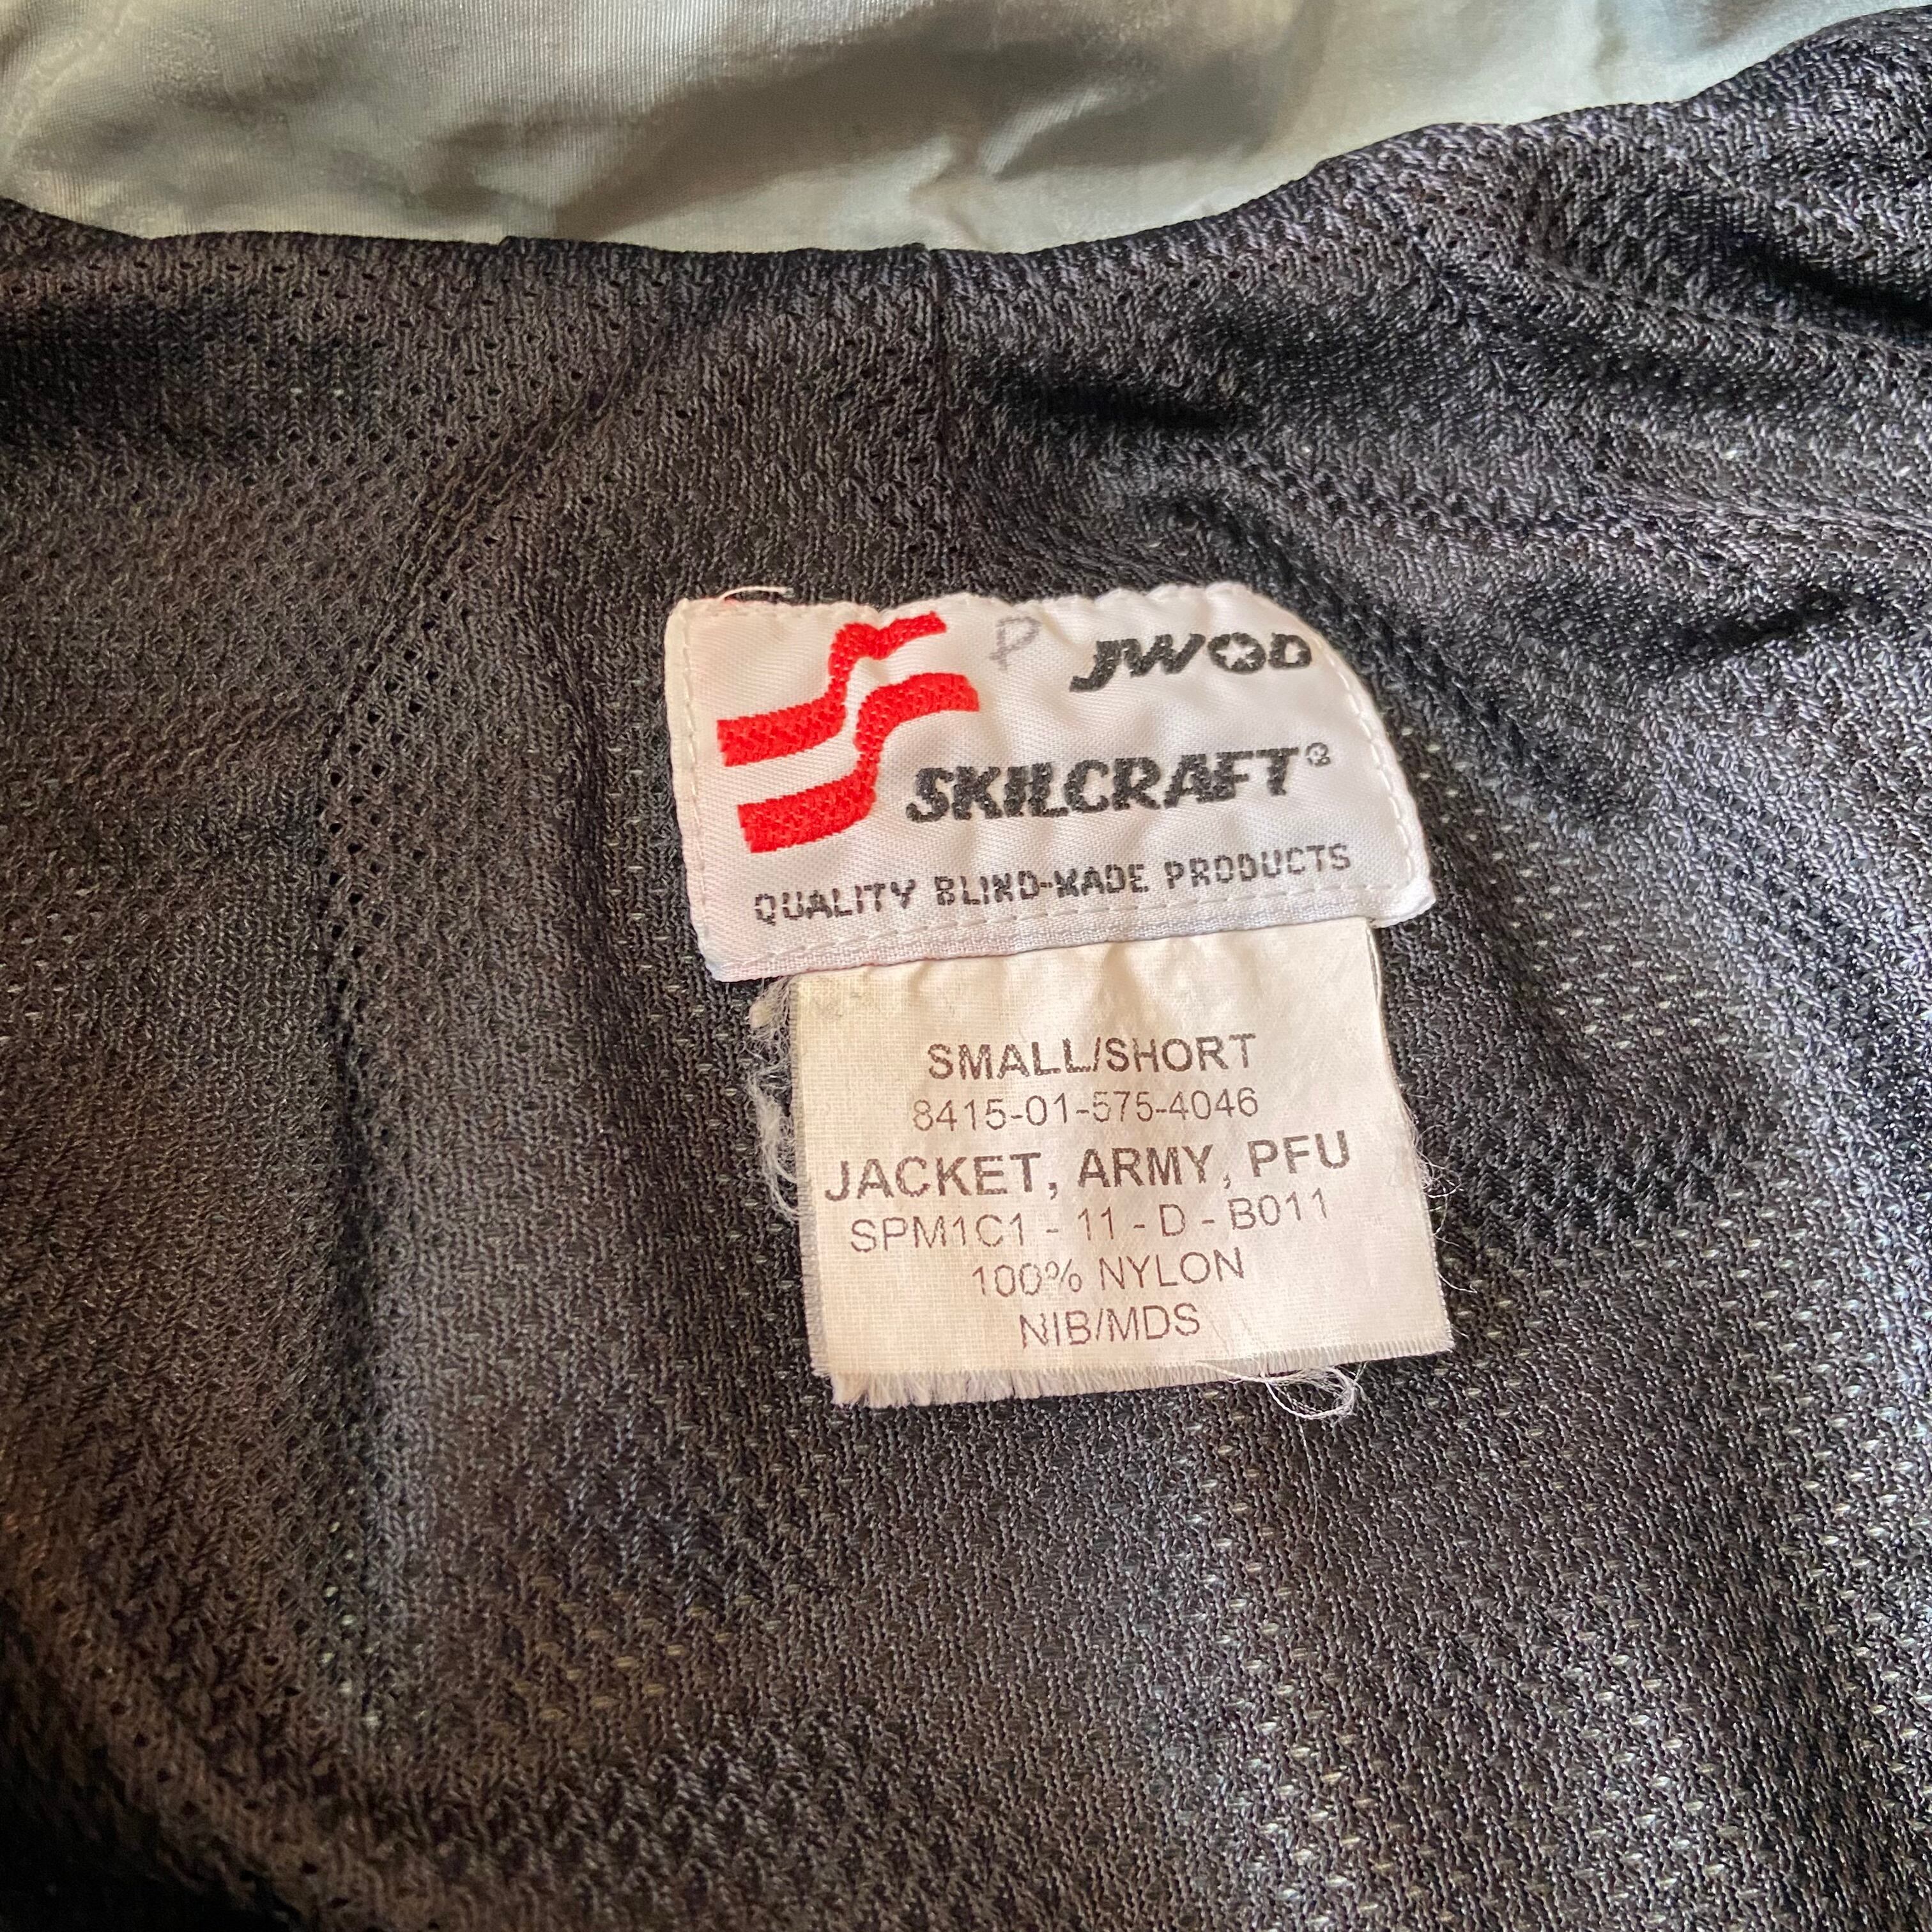 P JWOD
SKILCRAFT®
QUALITY BLIND-MADE PRODUCTS
SMALL/SHORT
8415-01-575-4046
JACKET, ARMY, PFU
SPM1C1 - 11 - D - B011
100% NYLON
NIB/MDS